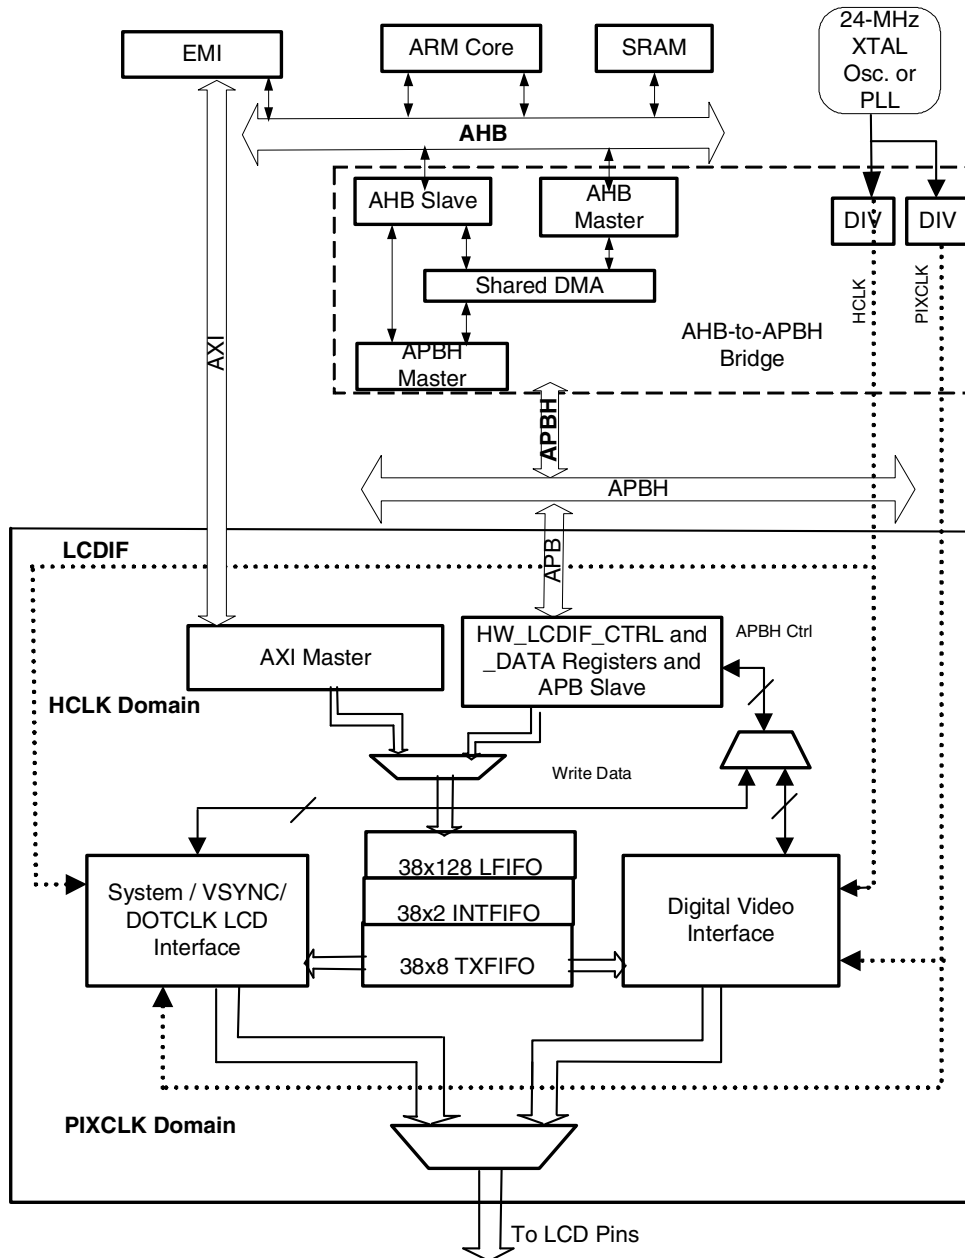 24-MHz
XTAL
Osc. or
PLL
EMI
ARM Core
SRAM
AHB
AHB Slave
AHB
Master
DIV
DIV
Shared DMA
HCLK
PIXCLK
AHB-to-APBH
Bridge
APBH
Master
AXI
APBH
APBH
LCDIF
APB
AXI Master
HW_LCDIF_CTRL and
_DATA Registers and
APB Slave
APBH Ctrl
HCLK Domain
Write Data
38x128 LFIFO
38x2 INTFIFO
38x8 TXFIFO
System / VSYNC/
DOTCLK LCD
Interface
Digital Video
Interface
PIXCLK Domain
To LCD Pins